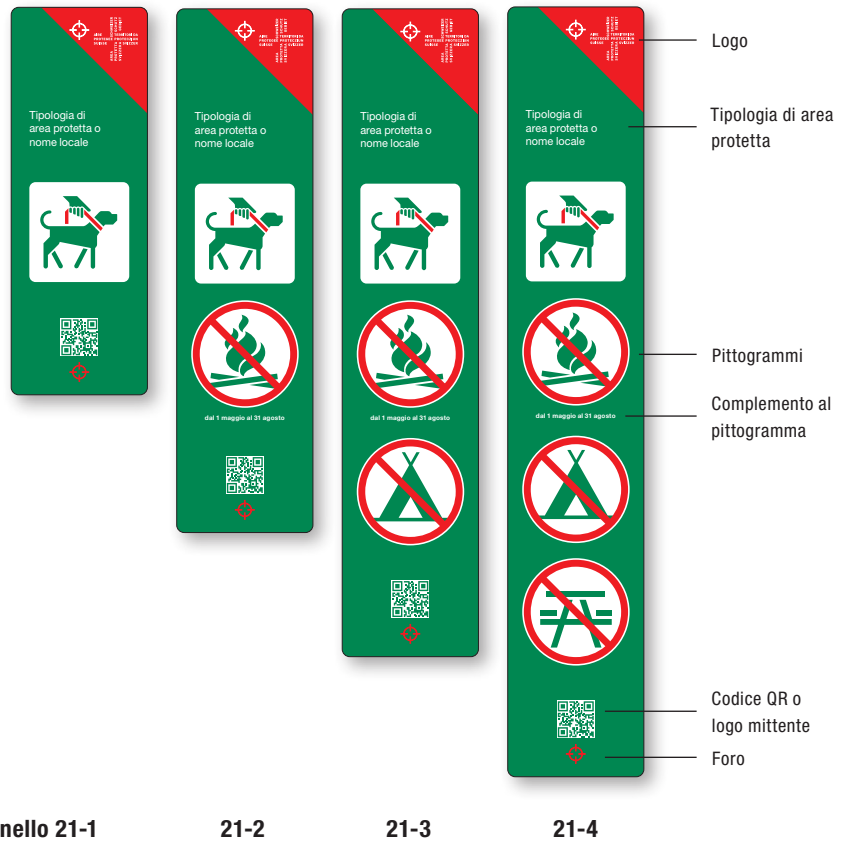 Tipologia di
area protetta o
nome locale
Tipologia di
area protetta o
nome locale
dal 1 maggio al 31 agosto
Tipologia di
area protetta o
nome locale
dal 1 maggio al 31 agosto
Tipologia di
area protetta o
nome locale
dal 1 maggio al 31 agosto
Logo
Tipologia di area
protetta
Pittogrammi
Complemento al
pittogramma
Codice QR o
logo mittente
Foro
nello 21-1
21-2
21-3
21-4